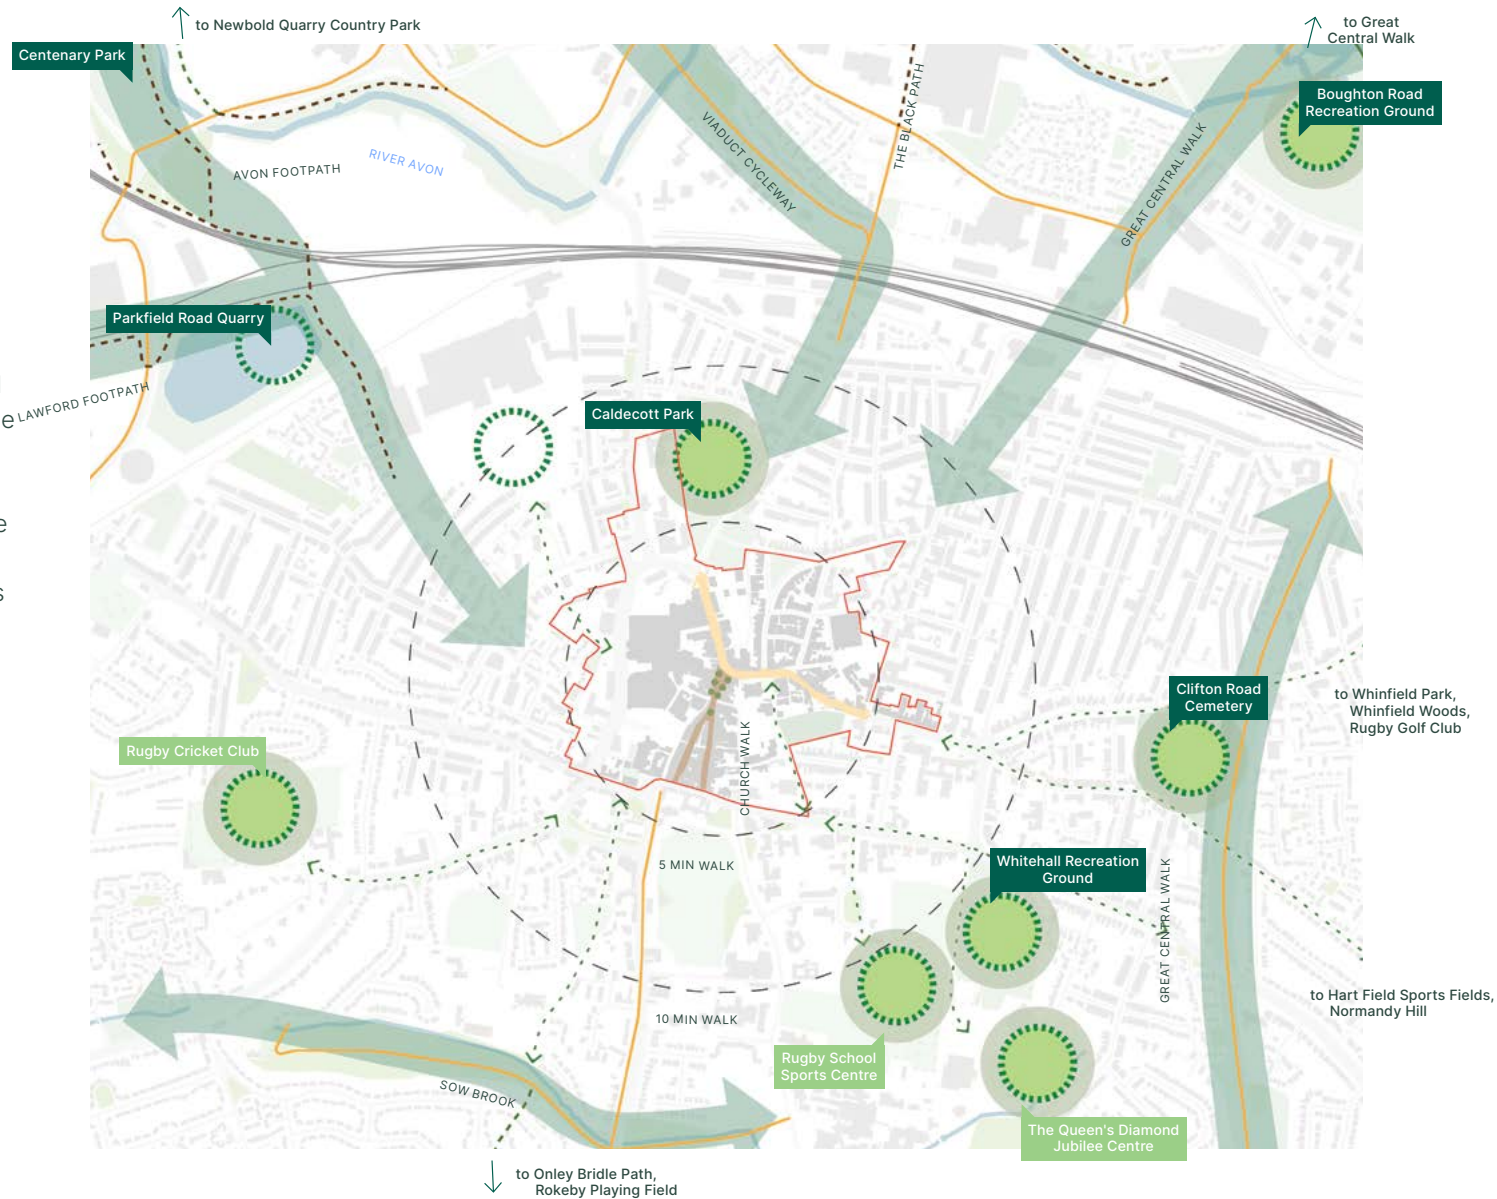 to Newbold Quarry Country Park
to Great
Central Walk
Centenary Park
Boughton Road
Recreation Ground
THE BLACK PATH
VIADUCT CYCLEWAY
GREAT CENTRAL WALK
RIVER AVON
AVON FOOTPATH
Parkfield Road Quarry
LAWFORD FOOTPATH
e
Caldecott Park
e
s
Clifton Road
Cemetery
to Whinfield Park,
Whinfield Woods,
Rugby Golf Club
Rugby Cricket Club
CHURCH WALK
5 MIN WALK
Whitehall Recreation
Ground
GREAT CENTRAL WALK
to Hart Field Sports Fields,
Normandy Hill
10 MIN WALK
Rugby School
Sports Centre
SOW BROOK
The Queen's Diamond
Jubilee Centre
to Onley Bridle Path,
Rokeby Playing Field